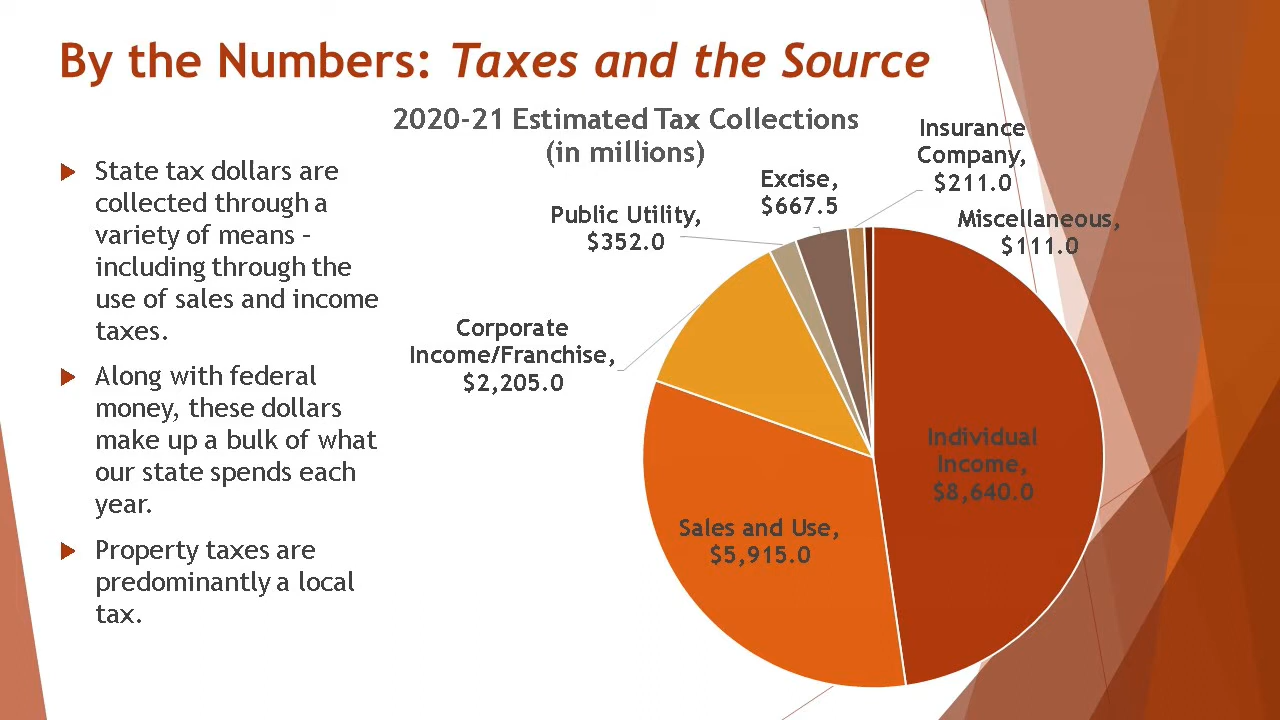 By the Numbers: Taxes and the Source
2020-21 Estimated Tax Collections
(in millions)
State tax dollars are
collected through a
variety of means –
including through the
use of sales and income
taxes.
Along with federal
money, these dollars
make up a bulk of what
our state spends each
year.
Property taxes are
predominantly a local
tax.
Insurance
Company,
$211.0
Excise,
$667.5
Public Utility,
$352.0
Miscellaneous,
$111.0
Corporate
Income/Franchise,
$2,205.0
Individual
Income,
$8,640.0
Sales and Use,
$5,915.0